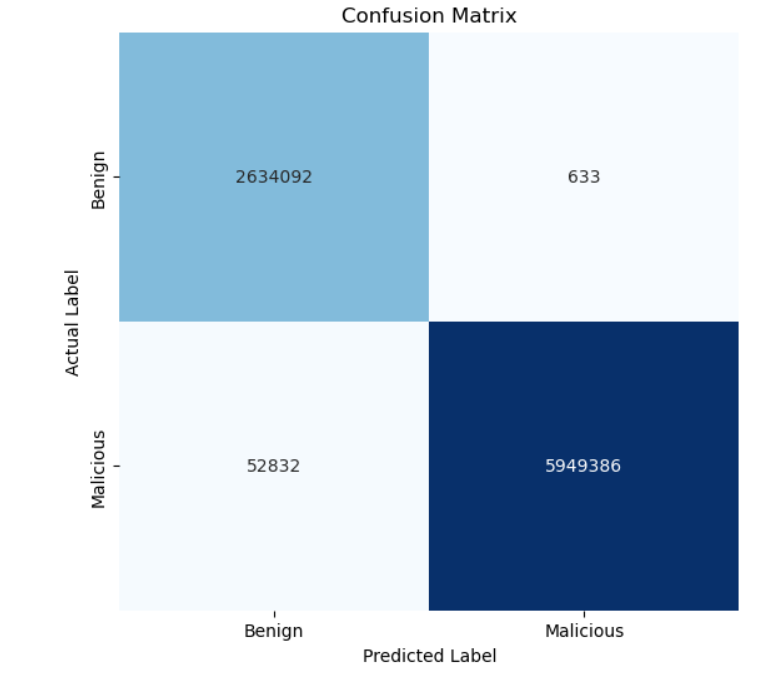 Confusion Matrix
Actual Label
Benign
2634092 633
Malicious
52832 5949386
Benign Malicious
Predicted Label